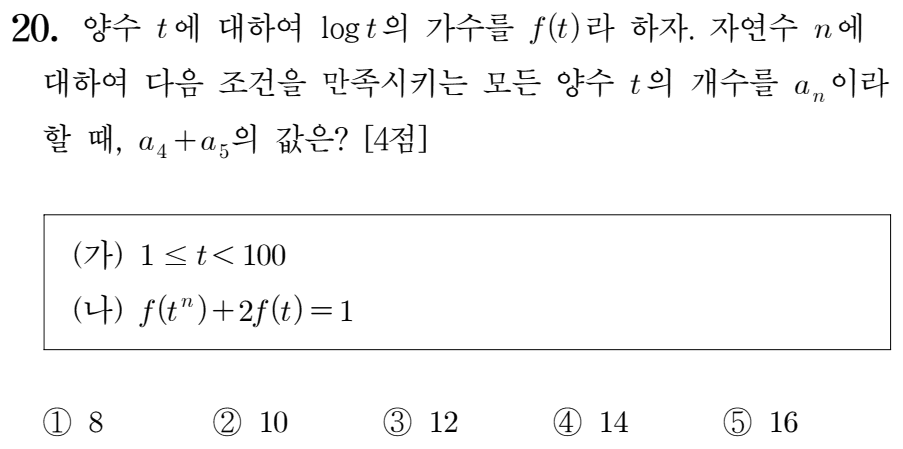 20. 양수 t에 대하여 log t의 가수를 f(t)라 하자. 자연수 n에
대하여 다음 조건을 만족시키는 모든 양수 t의 개수를 aₙ이라
할 때, a₄+a₅의 값은? [4점]
(가) 1 ≤ t < 100
(나) f(tⁿ)+2f(t)=1
① 8 ② 10 ③ 12 ④ 14 ⑤ 16